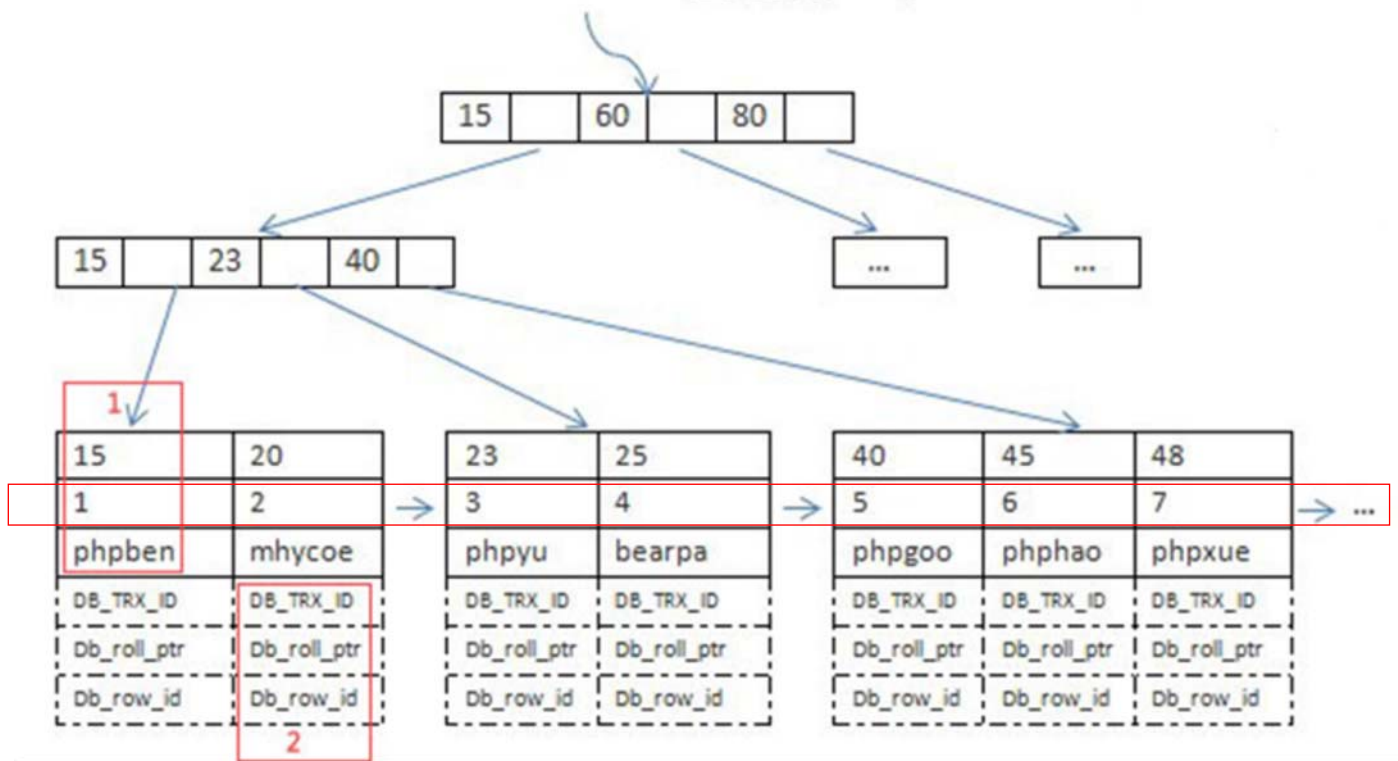 15 60 80
15 23 40 ... ...
1
15 20 23 25 40 45 48
1 2 3 4 5 6 7 ...
phpben mhycoe phpyu bearpa phpgoo phphao phpxue
DB_TRX_ID DB_TRX_ID DB_TRX_ID DB_TRX_ID DB_TRX_ID DB_TRX_ID DB_TRX_ID
Db_roll_ptr Db_roll_ptr Db_roll_ptr Db_roll_ptr Db_roll_ptr Db_roll_ptr Db_roll_ptr
Db_row_id Db_row_id Db_row_id Db_row_id Db_row_id Db_row_id Db_row_id
2